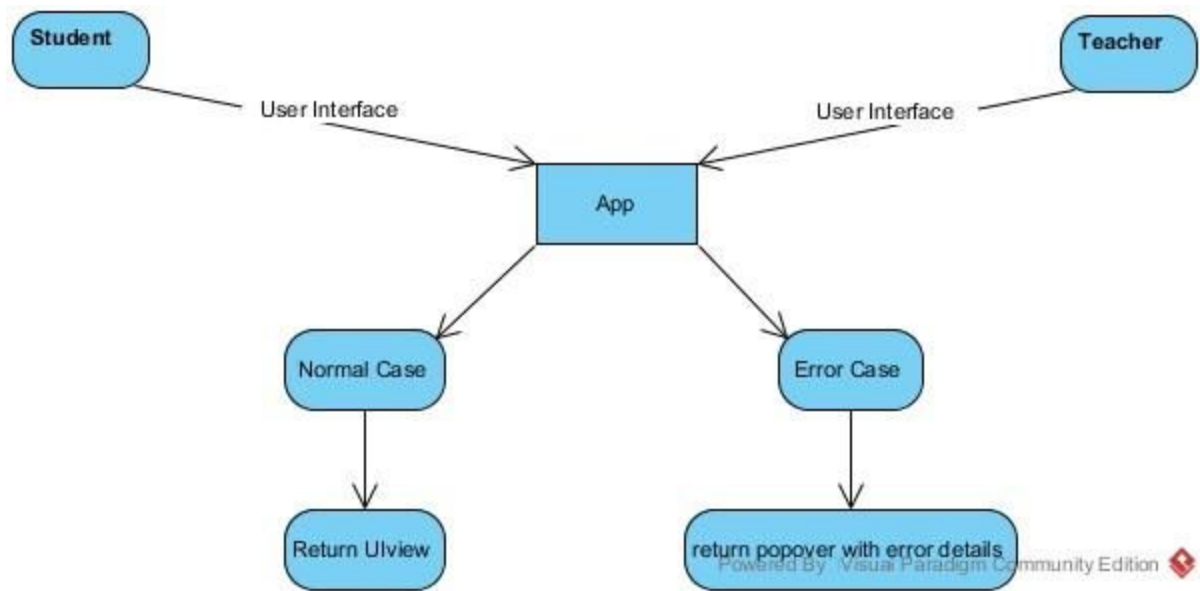 Student
Teacher
User Interface
User Interface
App
Normal Case
Error Case
Return UIview
return popover with error details
Powered By Visual Paradigm Community Edition